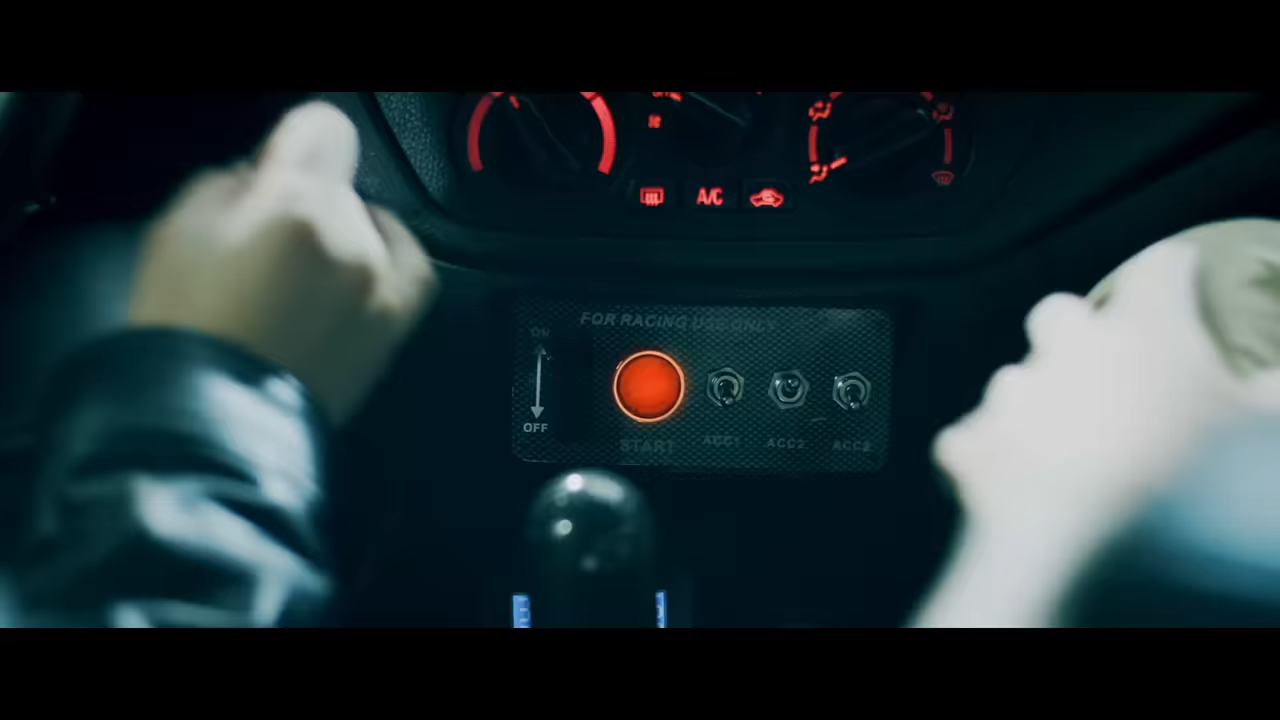 A/C
FOR RACING USE ONLY
ON
OFF
START
ACC1
ACC2
ACC3